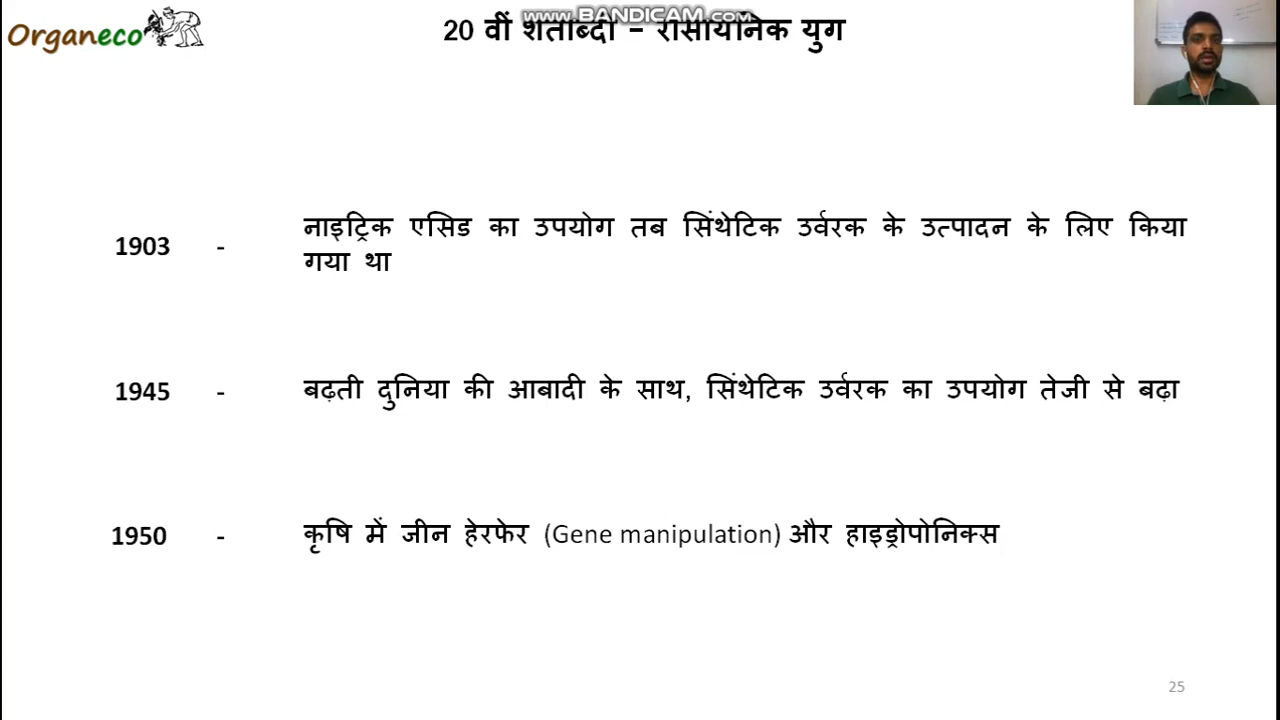 Organeco
www.BANDICAM.com
20 वीं शताब्दी – रासायनिक युग
1903 - नाइट्रिक एसिड का उपयोग तब सिंथेटिक उर्वरक के उत्पादन के लिए किया
गया था
1945 - बढ़ती दुनिया की आबादी के साथ, सिंथेटिक उर्वरक का उपयोग तेजी से बढ़ा
1950 - कृषि में जीन हेरफेर (Gene manipulation) और हाइड्रोपोनिक्स
25